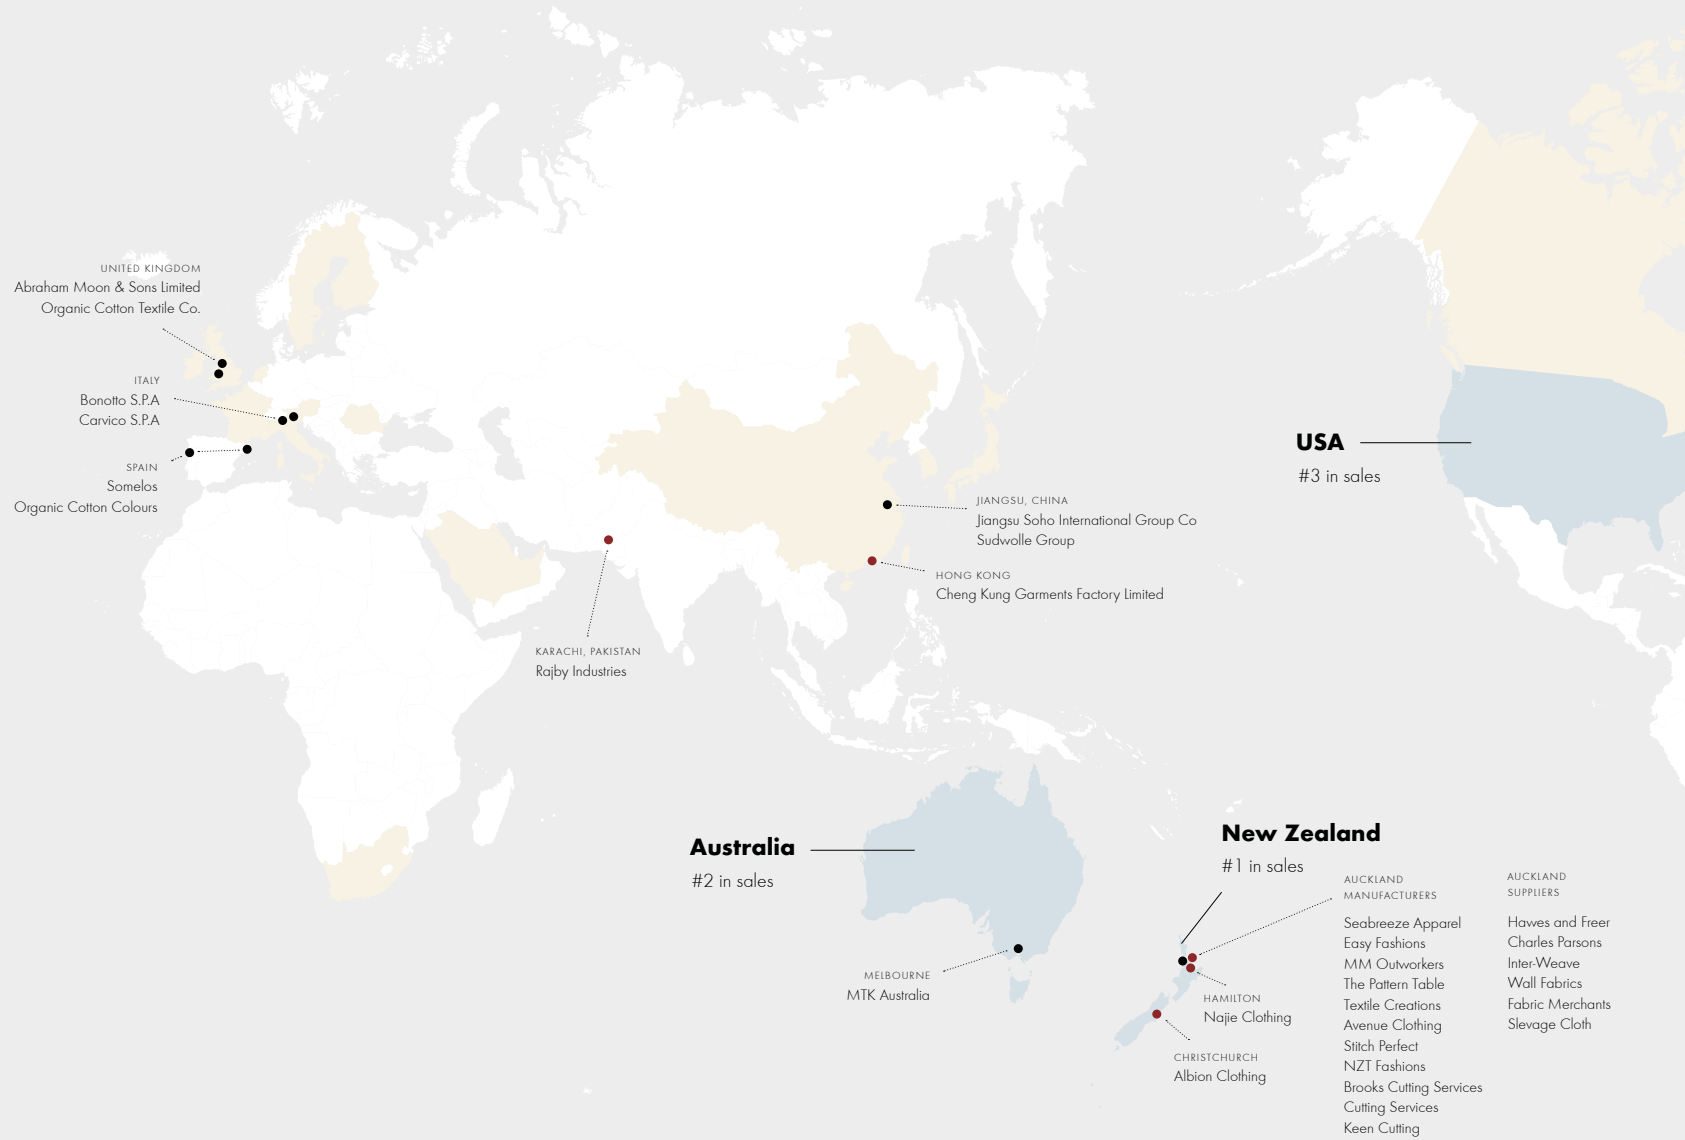 UNITED KINGDOM
Abraham Moon & Sons Limited
Organic Cotton Textile Co.
ITALY
Bonotto S.P.A
Carvico S.P.A
SPAIN
Somelos
Organic Cotton Colours
KARACHI, PAKISTAN
Rajby Industries
JIANGSU, CHINA
Jiangsu Soho International Group Co
Sudwolle Group
HONG KONG
Cheng Kung Garments Factory Limited
USA
#3 in sales
Australia
#2 in sales
MELBOURNE
MTK Australia
New Zealand
#1 in sales
HAMILTON
Najie Clothing
CHRISTCHURCH
Albion Clothing
AUCKLAND
MANUFACTURERS
Seabreeze Apparel
Easy Fashions
MM Outworkers
The Pattern Table
Textile Creations
Avenue Clothing
Stitch Perfect
NZT Fashions
Brooks Cutting Services
Cutting Services
Keen Cutting
AUCKLAND
SUPPLIERS
Hawes and Freer
Charles Parsons
Inter-Weave
Wall Fabrics
Fabric Merchants
Slevage Cloth